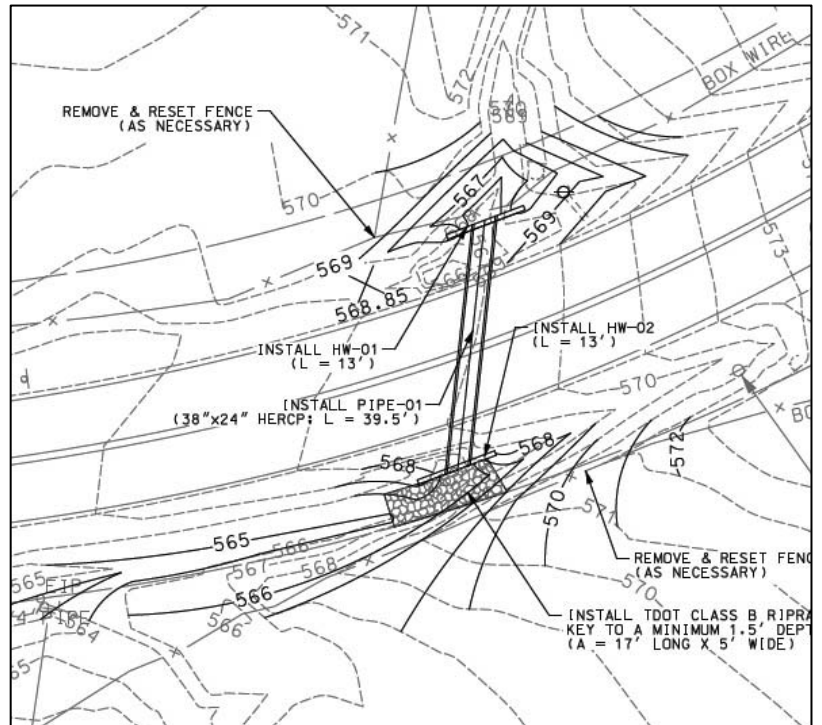 571
572
BOX WIRE
REMOVE & RESET FENCE
(AS NECESSARY)
570
567
569
569
568.85
573
INSTALL HW-01
(L = 13')
INSTALL HW-02
(L = 13')
INSTALL PIPE-01
(38"x24" HERCP: L = 39.5')
570
568
568
572
570
571
565
566
567
568
566
566
565
564
570
REMOVE & RESET FENC
(AS NECESSARY)
INSTALL TDOT CLASS B RIPRA
KEY TO A MINIMUM 1.5' DEPT
(A = 17' LONG X 5' WIDE)